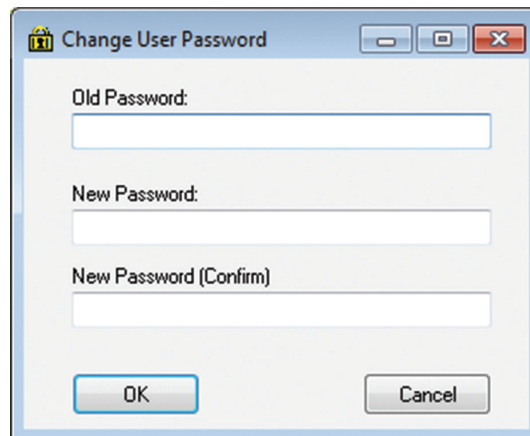 Change User Password
Old Password:
New Password:
New Password (Confirm)
OK Cancel